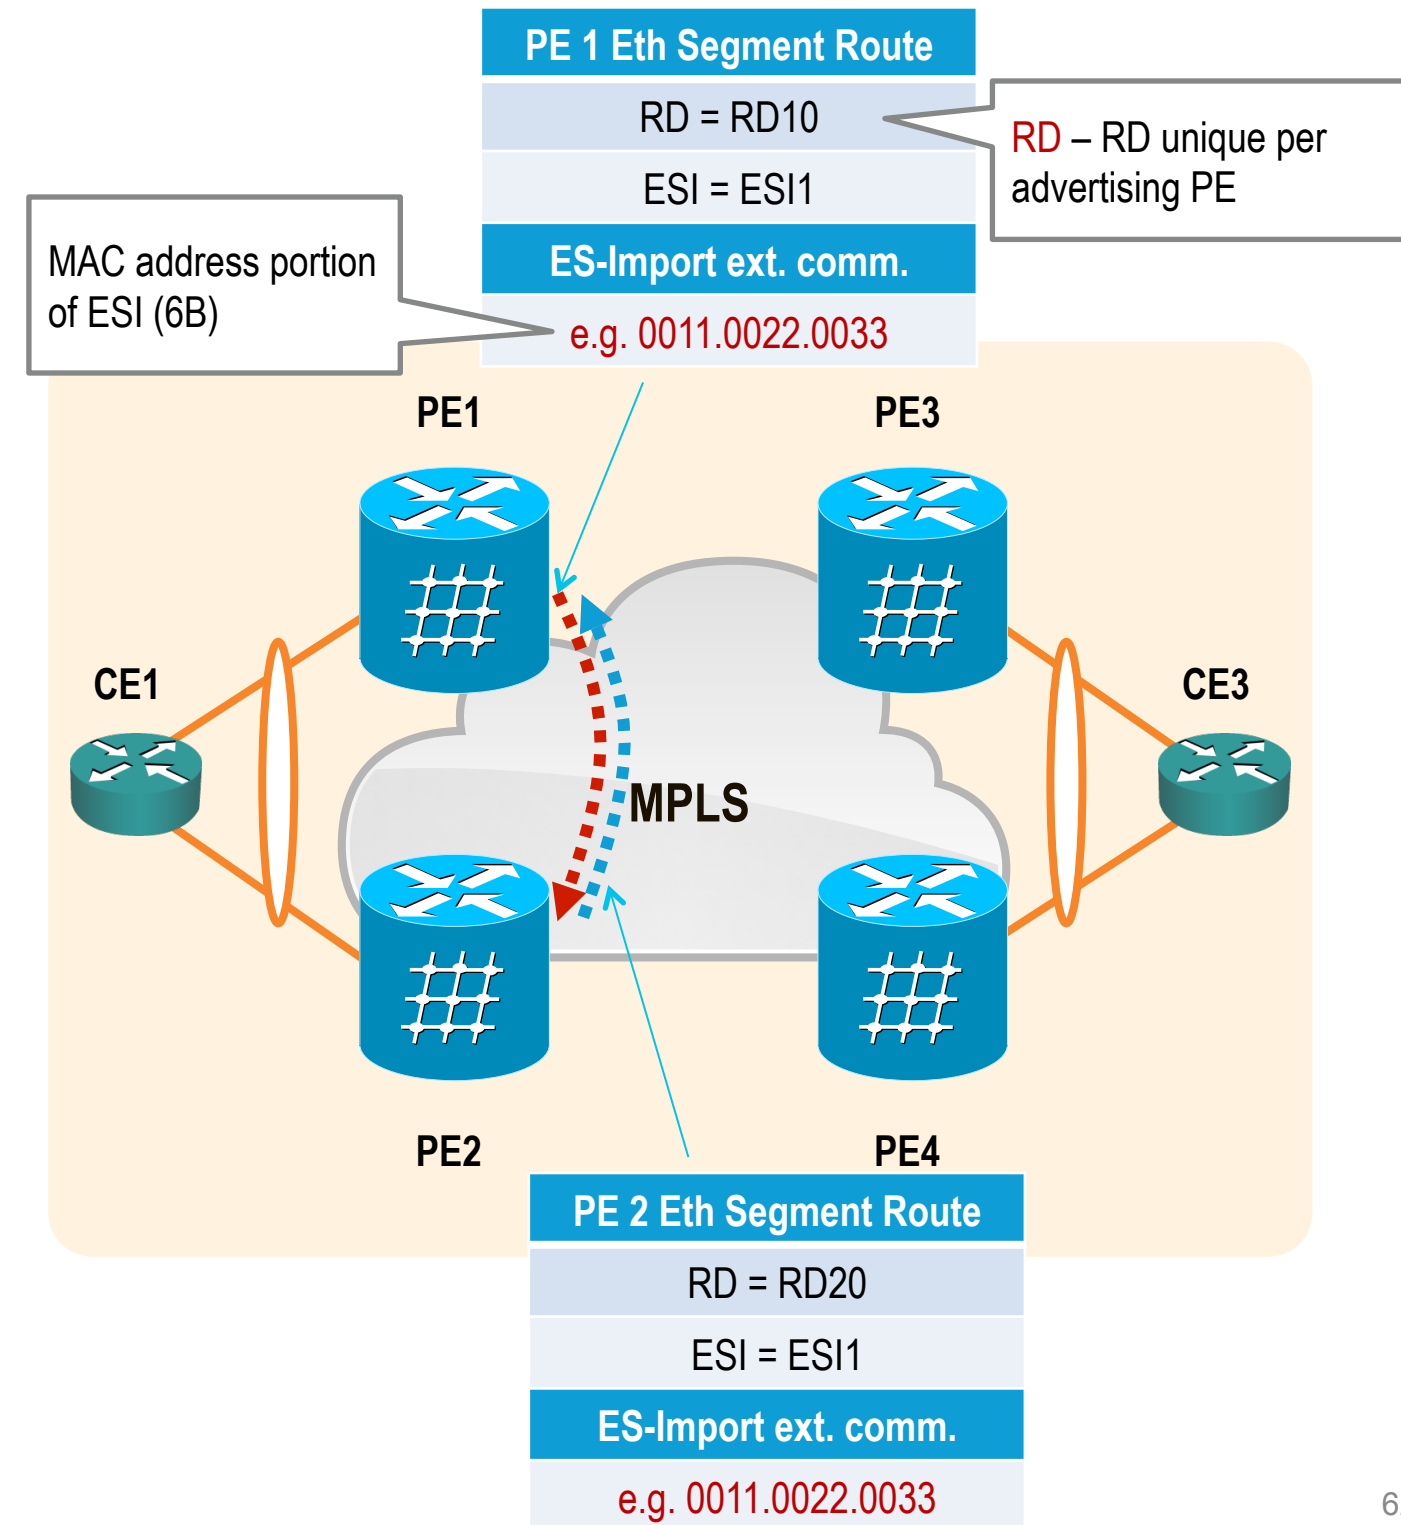 PE 1 Eth Segment Route
RD = RD10
RD – RD unique per
advertising PE
ESI = ESI1
MAC address portion
of ESI (6B)
ES-Import ext. comm.
e.g. 0011.0022.0033
PE1
PE3
CE1
CE3
MPLS
PE2
PE4
PE 2 Eth Segment Route
RD = RD20
ESI = ESI1
ES-Import ext. comm.
e.g. 0011.0022.0033